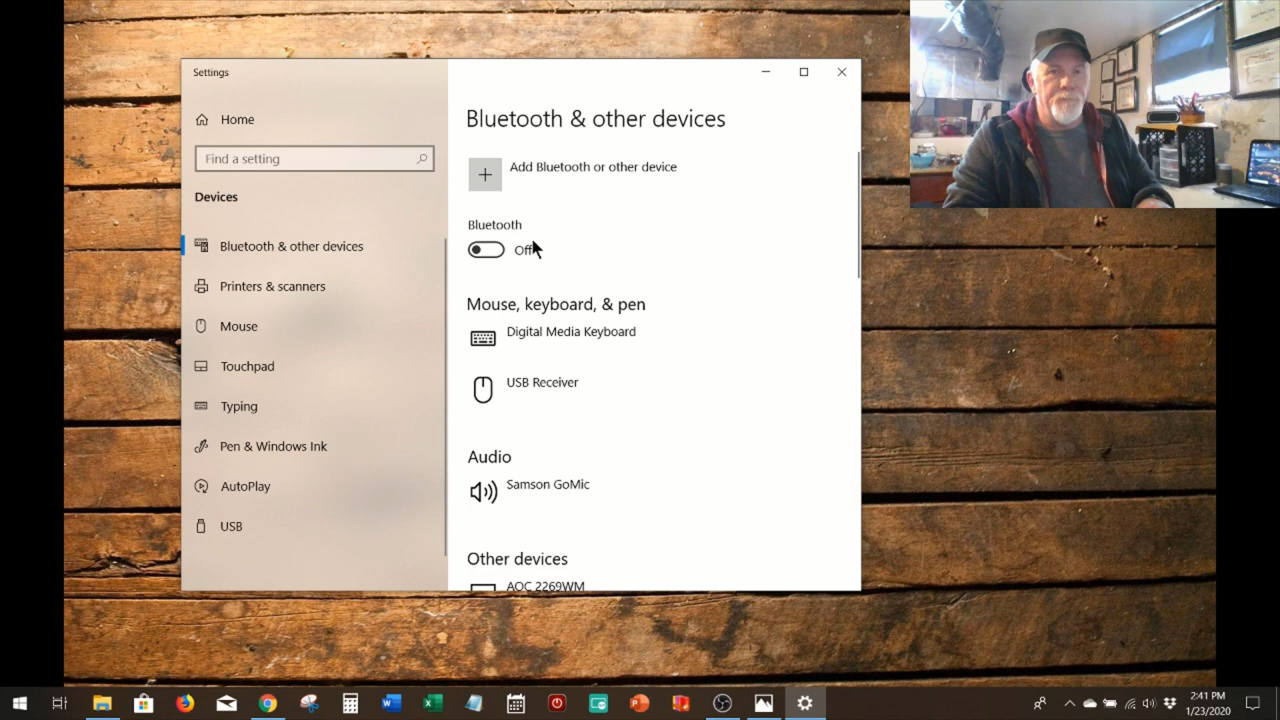 Settings
Home
Find a setting
Devices
Bluetooth & other devices
Printers & scanners
Mouse
Touchpad
Typing
Pen & Windows Ink
AutoPlay
USB
Bluetooth & other devices
Add Bluetooth or other device
Bluetooth
Off
Mouse, keyboard, & pen
Digital Media Keyboard
USB Receiver
Audio
Samson GoMic
Other devices
AOC 2269WM
2:41 PM
1/23/2020